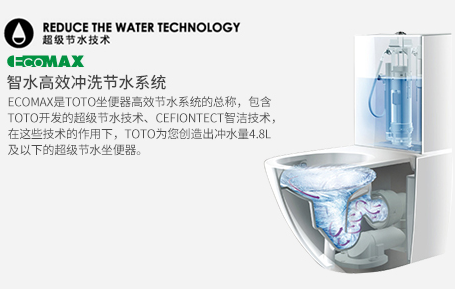 REDUCE THE WATER TECHNOLOGY
超级节水技术
ECOMAX
智水高效冲洗节水系统
ECOMAX是TOTO坐便器高效节水系统的总称，包含
TOTO开发的超级节水技术、CEFIONTECT智洁技术，
在这些技术的作用下，TOTO为您创造出冲水量4.8L
及以下的超级节水坐便器。